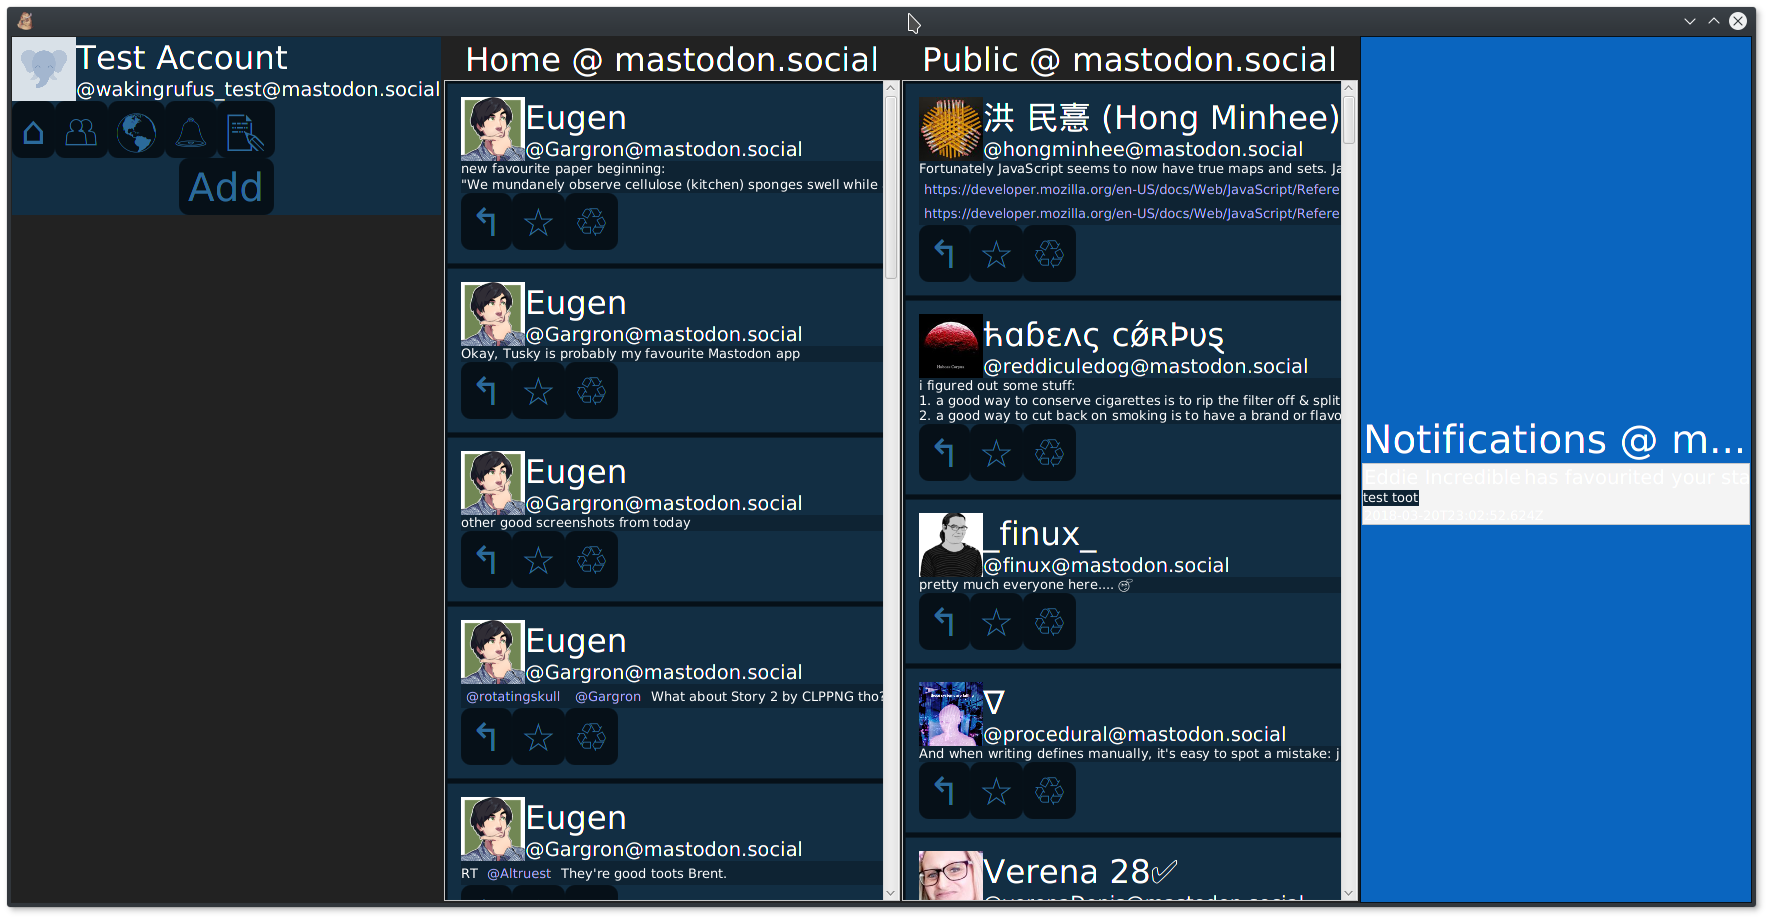 Test Account
@wakingrufus_test@mastodon.social
Add
Home @ mastodon.social
Eugen
@Gargron@mastodon.social
new favourite paper beginning:
"We mundanely observe cellulose (kitchen) sponges swell while
Eugen
@Gargron@mastodon.social
Okay, Tusky is probably my favourite Mastodon app
Eugen
@Gargron@mastodon.social
other good screenshots from today
Eugen
@Gargron@mastodon.social
@rotatingskull @Gargron What about Story 2 by CLPPNG tho?
Eugen
@Gargron@mastodon.social
RT @Altruest They're good toots Brent.
Public @ mastodon.social
洪 民憙 (Hong Minhee)
@hongminhee@mastodon.social
Fortunately JavaScript seems to now have true maps and sets. Ja
https://developer.mozilla.org/en-US/docs/Web/JavaScript/Refere
https://developer.mozilla.org/en-US/docs/Web/JavaScript/Refere
@reddiculedog@mastodon.social
i figured out some stuff:
1. a good way to conserve cigarettes is to rip the filter off & split
2. a good way to cut back on smoking is to have a brand or flavo
_finux_
@finux@mastodon.social
pretty much everyone here....
∇
@procedural@mastodon.social
And when writing defines manually, it's easy to spot a mistake: j
Verena 28✅
Notifications @ m...
Eddie Incredible has favourited your sta
test toot
2018-03-20T23:02:52.624Z